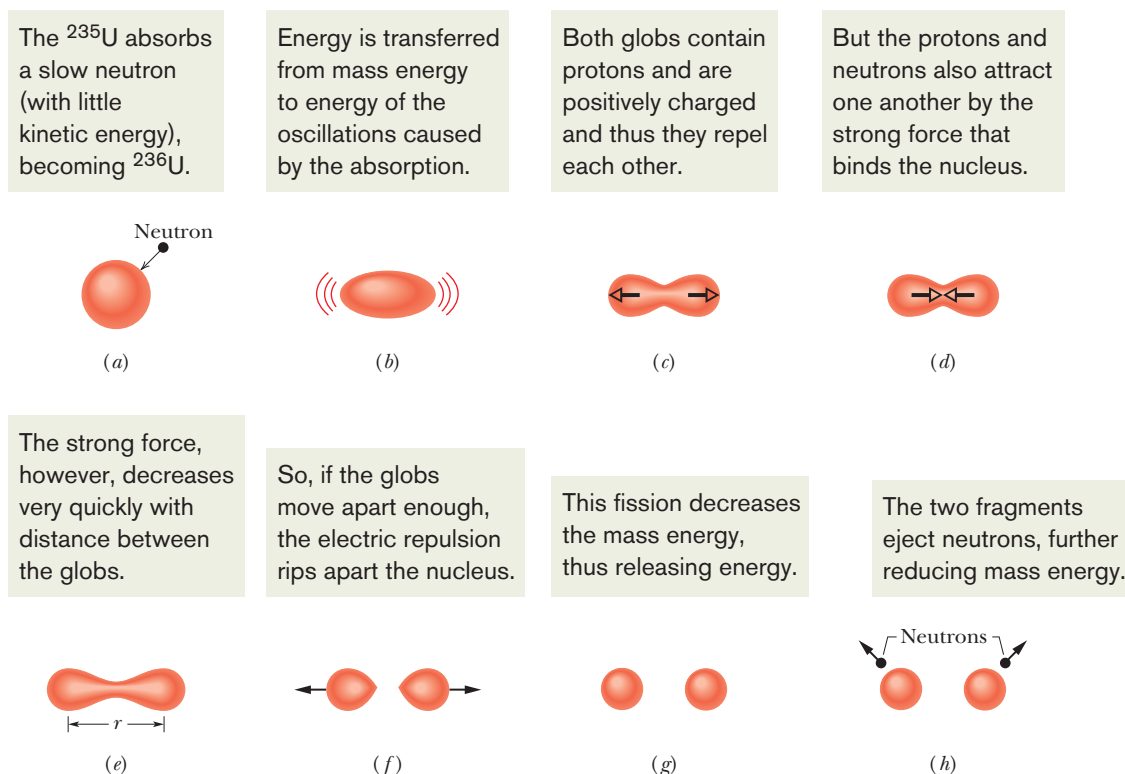 The ²³⁵U absorbs
a slow neutron
(with little
kinetic energy),
becoming ²³⁶U.
Energy is transferred
from mass energy
to energy of the
oscillations caused
by the absorption.
Both globs contain
protons and are
positively charged
and thus they repel
each other.
But the protons and
neutrons also attract
one another by the
strong force that
binds the nucleus.
Neutron
(a)
(b)
(c)
(d)
The strong force,
however, decreases
very quickly with
distance between
the globs.
So, if the globs
move apart enough,
the electric repulsion
rips apart the nucleus.
This fission decreases
the mass energy,
thus releasing energy.
The two fragments
eject neutrons, further
reducing mass energy.
Neutrons
r
(e)
(f)
(g)
(h)